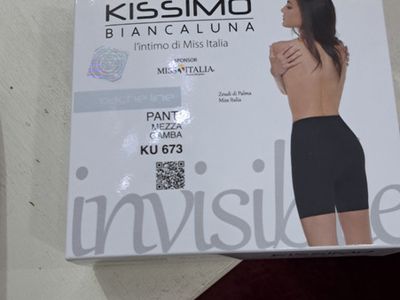 KISSIMO
BIANCALUNA
l'intimo di Miss Italia
SPONSOR
MISS ITALIA
Zeudi di Palma
Miss Italia
PANT
MEZZA
GAMBA
KU 673
invisible